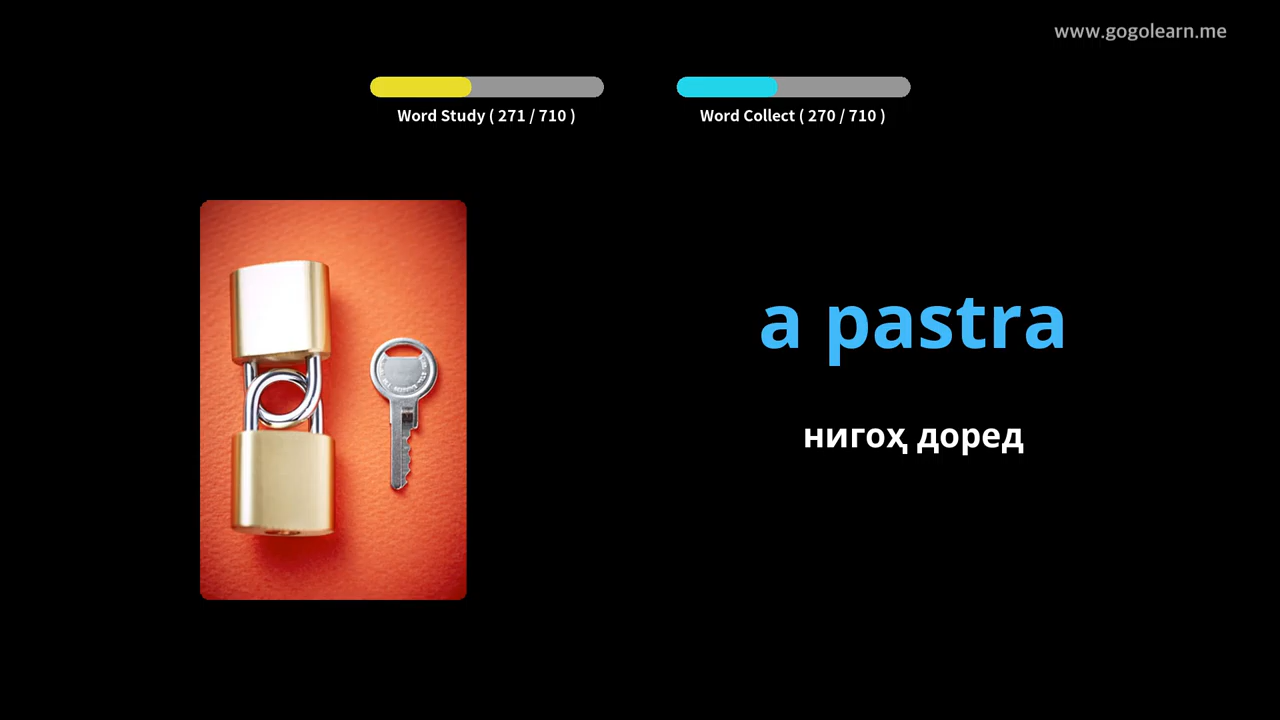 www.gogolearn.me
Word Study ( 271 / 710 )
Word Collect ( 270 / 710 )
a pastra
нигоҳ доред